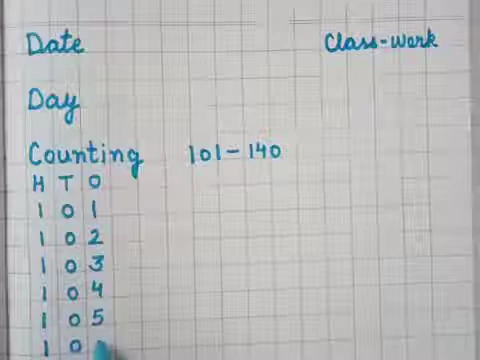 Date Class-Work
Day
Counting 101-140
H T O
1 0 1
1 0 2
1 0 3
1 0 4
1 0 5
1 0